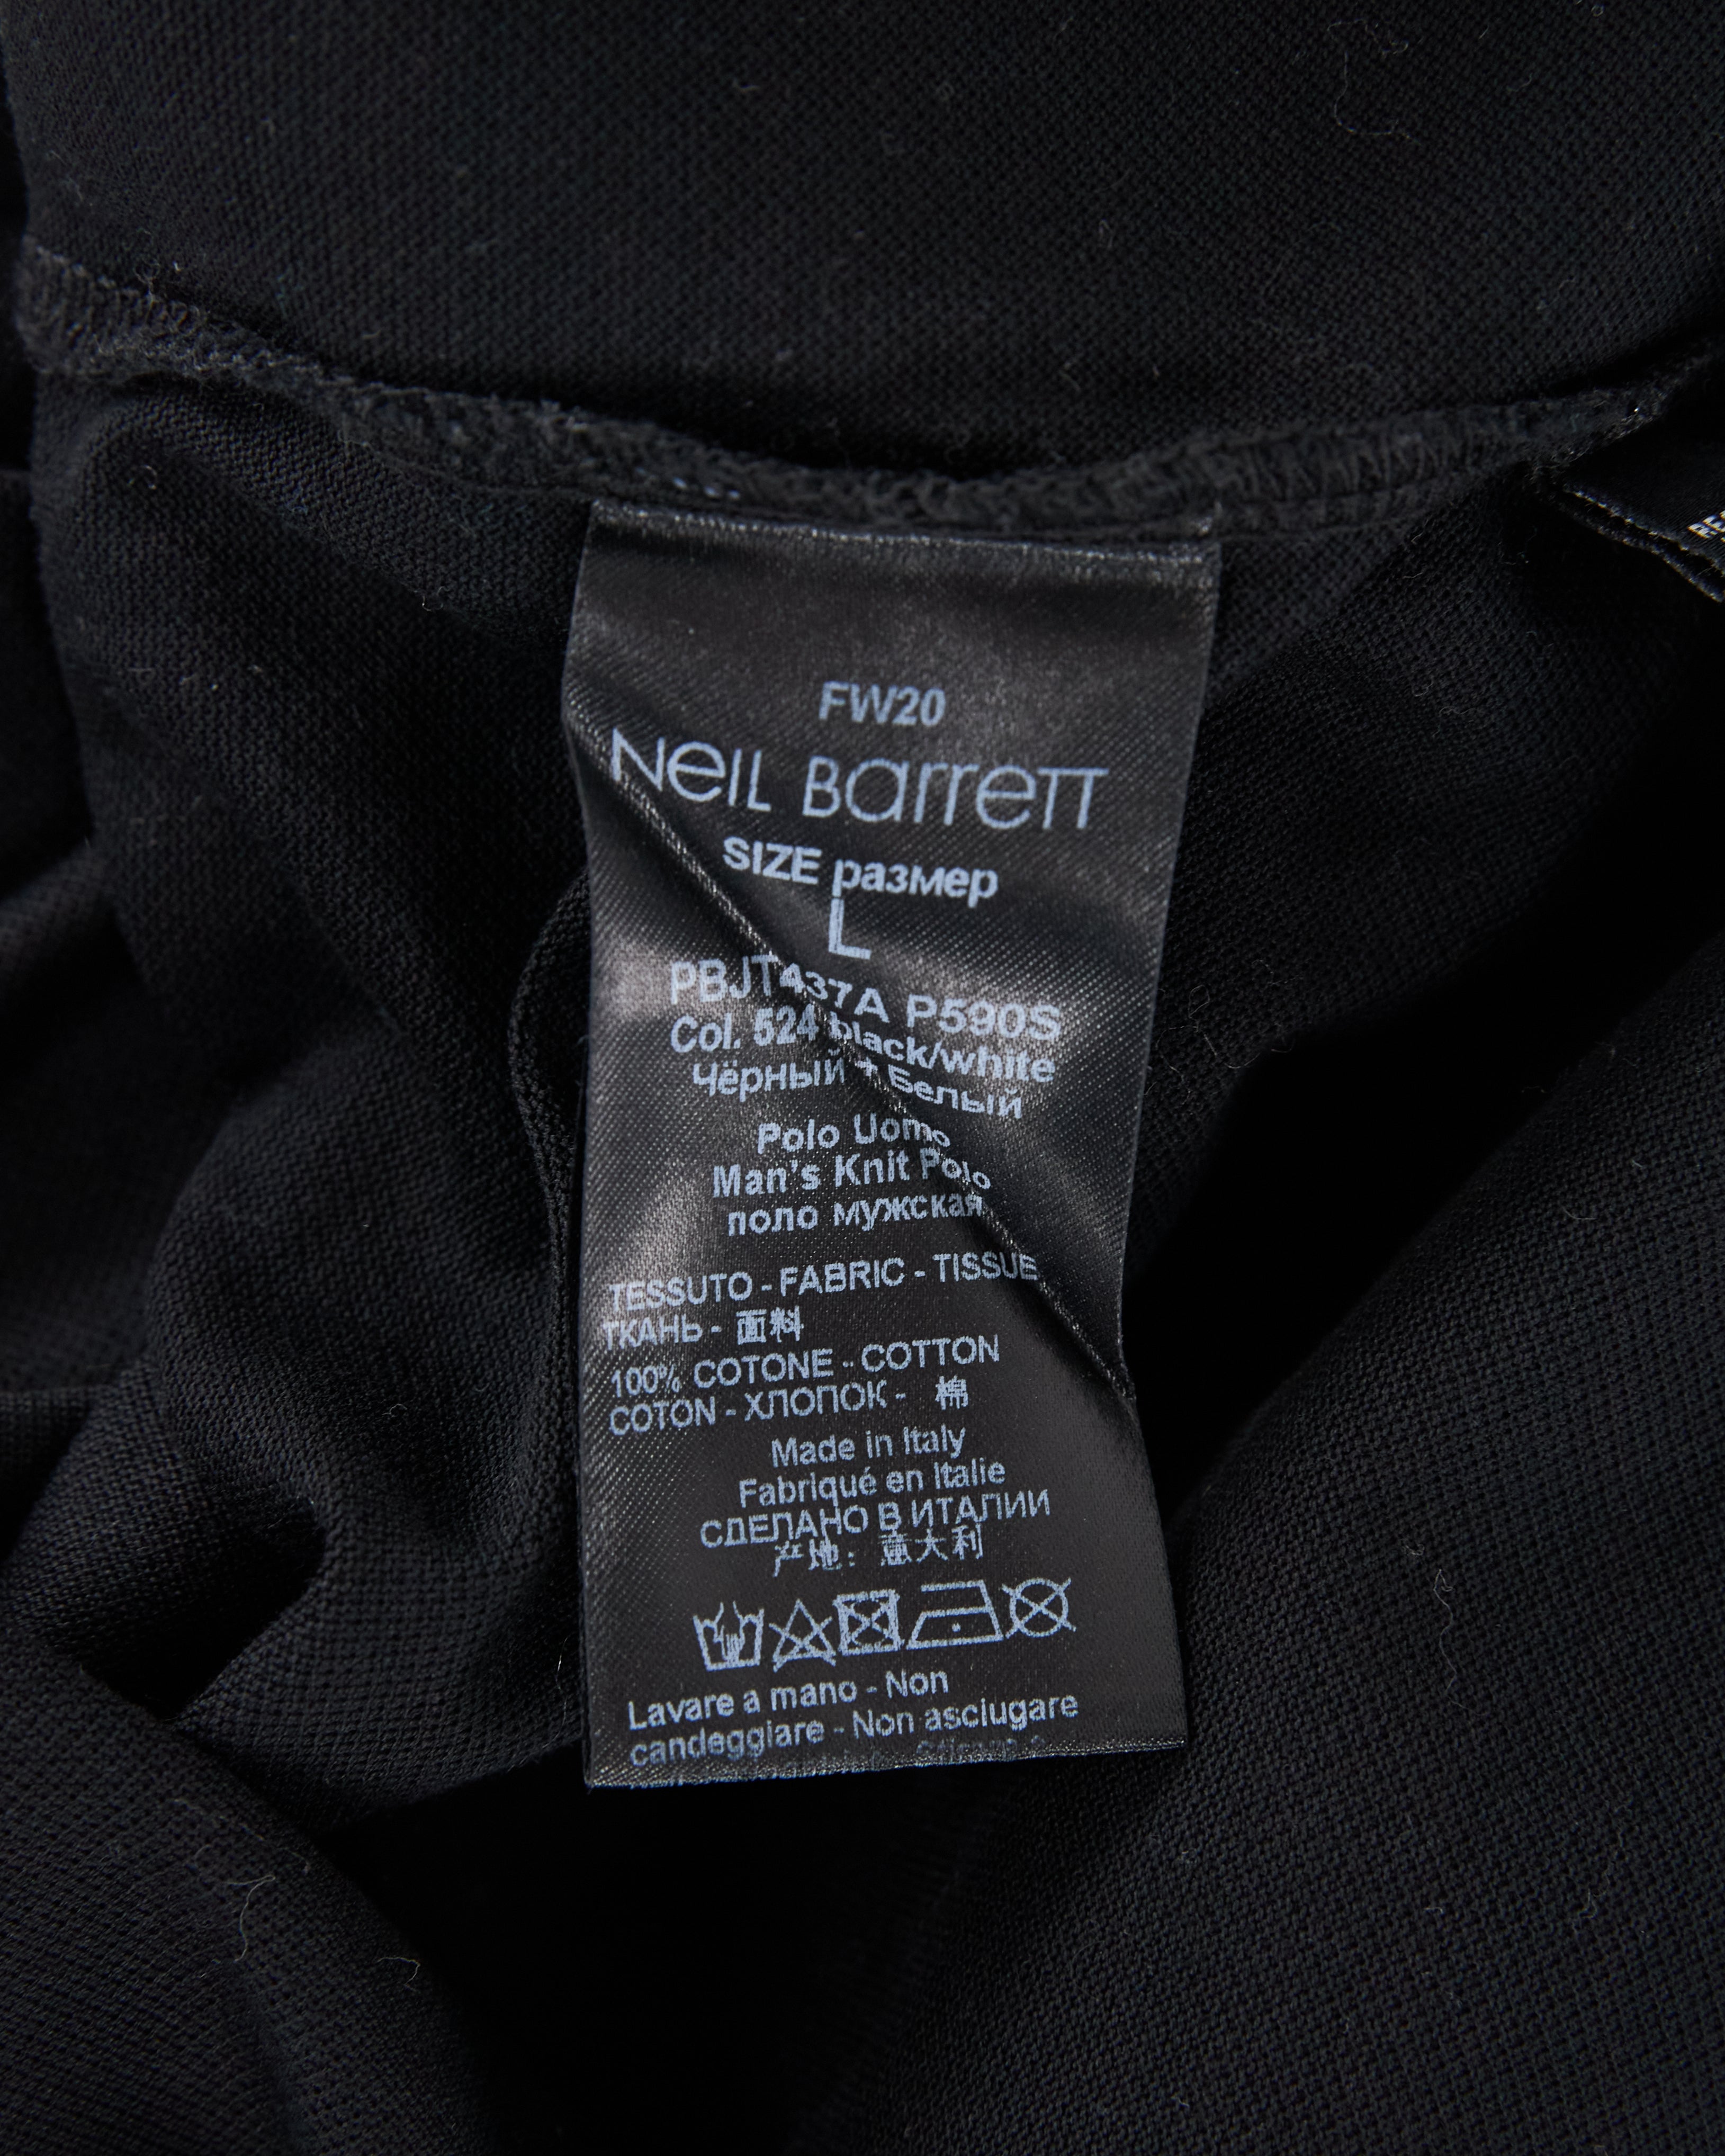 FW20
Neil Barrett
SIZE размер
L
PBJT437A P590S
Col. 524 black/white
Чёрный + Белый
Polo Uomo
Man's Knit Polo
поло мужская
TESSUTO - FABRIC - TISSUE
ТКАНЬ - 面料
100% COTONE - COTTON
COTON - ХЛОПОК - 棉
Made in Italy
Fabriqué en Italie
СДЕЛАНО В ИТАЛИИ
产地: 意大利
Lavare a mano - Non
candeggiare - Non asciugare